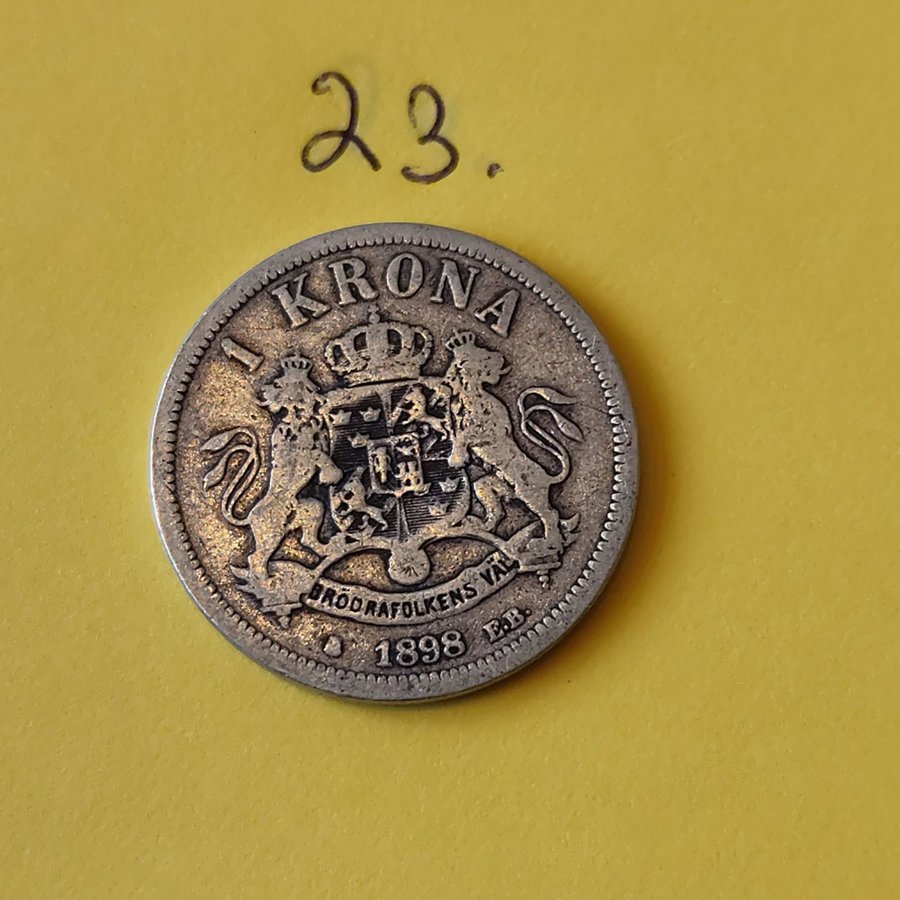 23.
1 KRONA
BRÖDRAFOLKENS VÄL
1898 E.B.